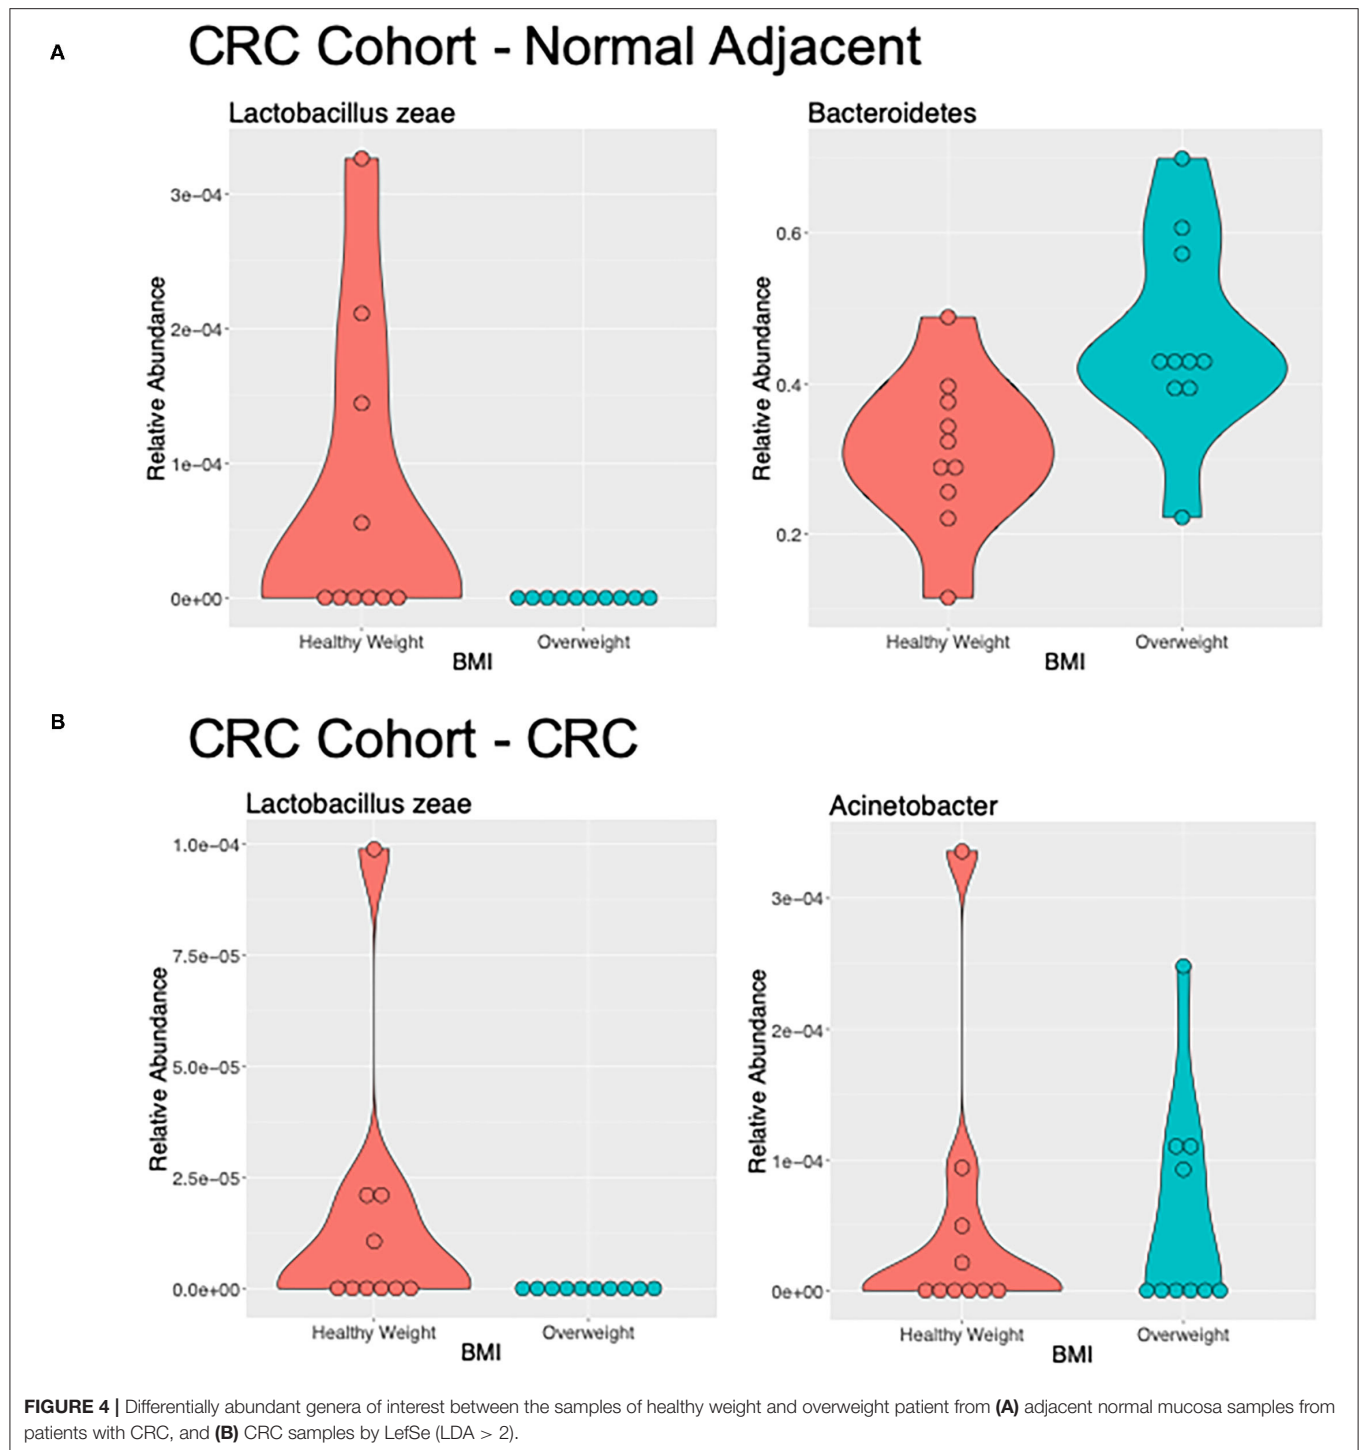 A
CRC Cohort - Normal Adjacent
Lactobacillus zeae
Relative Abundance
3e−04
2e−04
1e−04
0e+00
Healthy Weight
Overweight
BMI
Bacteroidetes
Relative Abundance
0.6
0.4
0.2
Healthy Weight
Overweight
BMI
B
CRC Cohort - CRC
Lactobacillus zeae
Relative Abundance
1.0e−04
7.5e−05
5.0e−05
2.5e−05
0.0e+00
Healthy Weight
Overweight
BMI
Acinetobacter
Relative Abundance
3e−04
2e−04
1e−04
0e+00
Healthy Weight
Overweight
BMI
FIGURE 4 | Differentially abundant genera of interest between the samples of healthy weight and overweight patient from (A) adjacent normal mucosa samples from
patients with CRC, and (B) CRC samples by LefSe (LDA > 2).